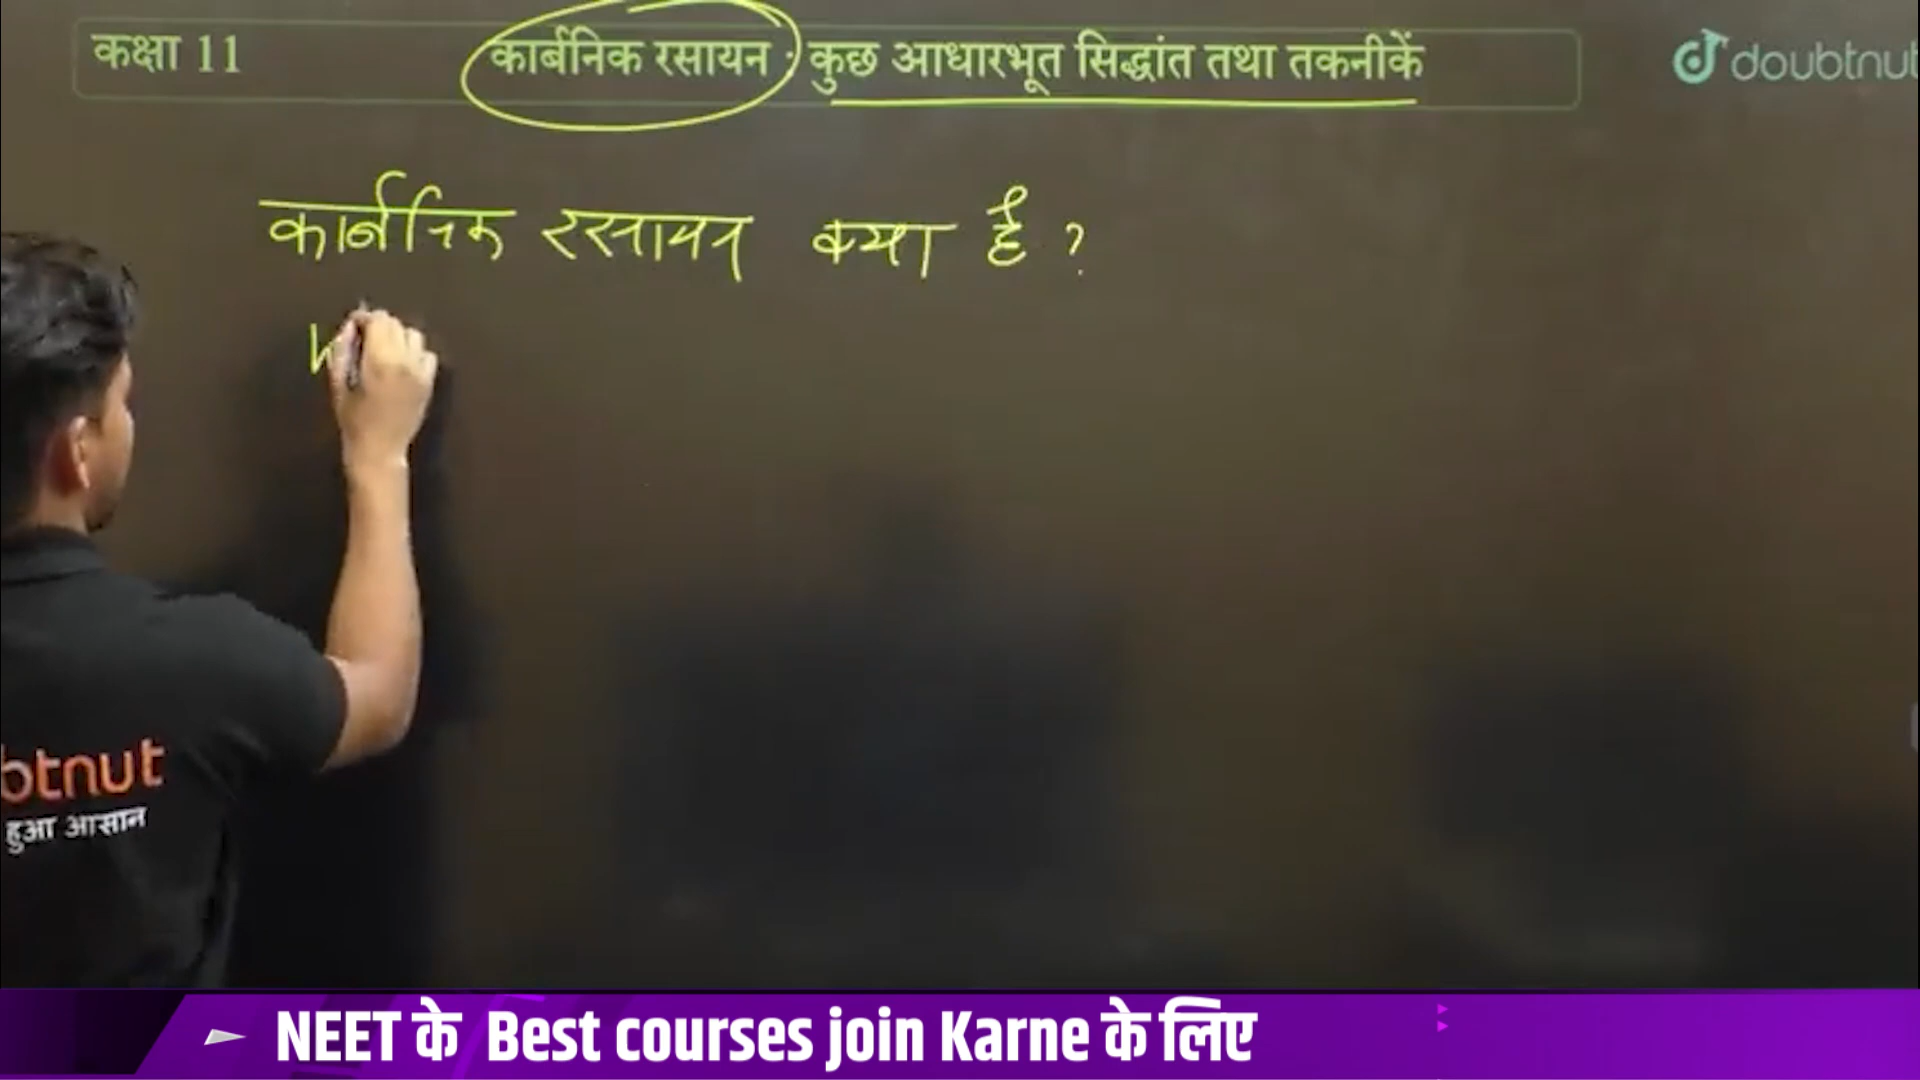 कक्षा 11
कार्बनिक रसायन : कुछ आधारभूत सिद्धांत तथा तकनीकें
doubtnut
कार्बनिक रसायन क्या है ?
btnut
हुआ आसान
NEET के Best courses join Karne के लिए